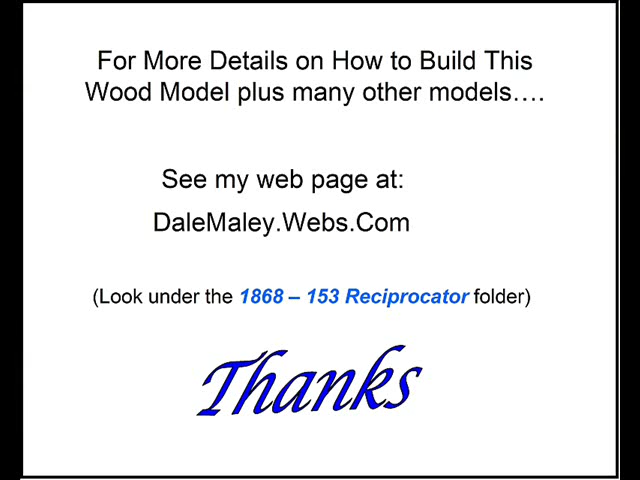 For More Details on How to Build This
Wood Model plus many other models….
See my web page at:
DaleMaley.Webs.Com
(Look under the 1868 – 153 Reciprocator folder)
Thanks